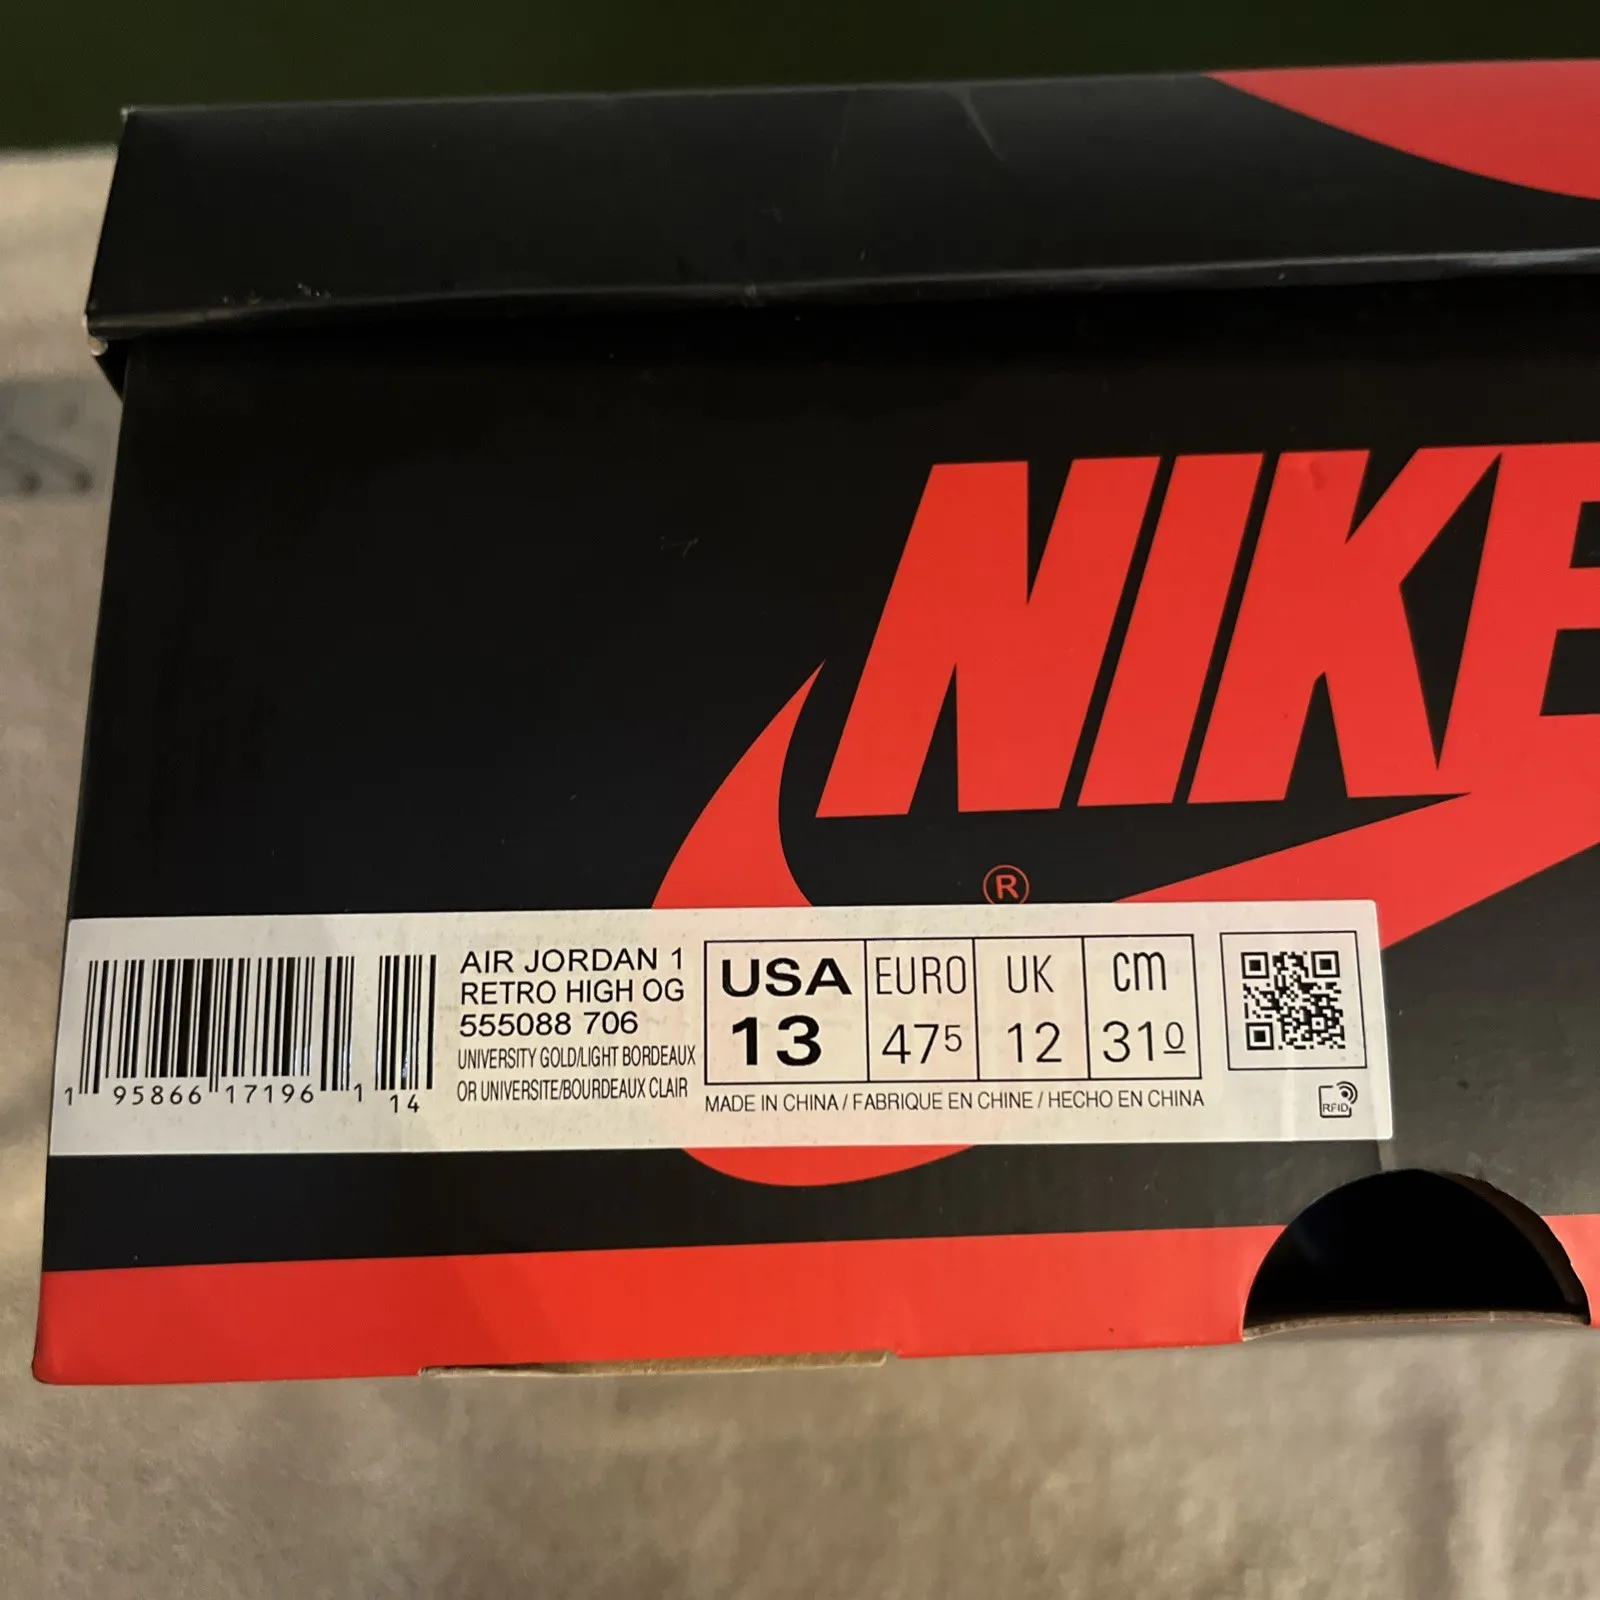 NIKE
®
AIR JORDAN 1
RETRO HIGH OG
555088 706
UNIVERSITY GOLD/LIGHT BORDEAUX
OR UNIVERSITE/BOURDEAUX CLAIR
1 95866 17196 1 14
USA EURO UK cm
13 47.5 12 31.0
MADE IN CHINA / FABRIQUE EN CHINE / HECHO EN CHINA
RFID